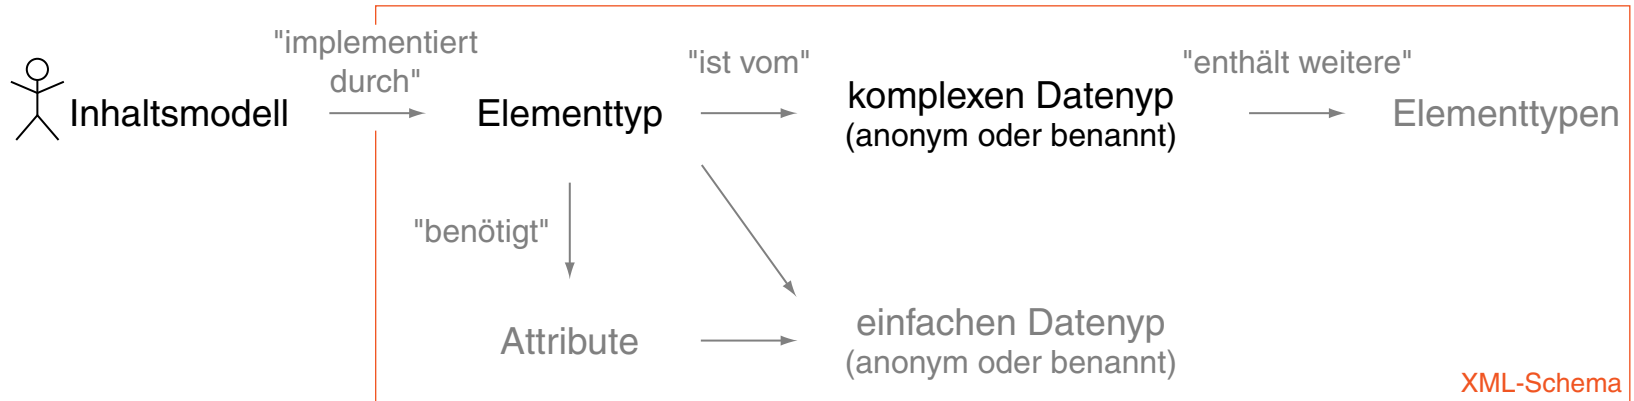 "implementiert
durch"
"ist vom"
"enthält weitere"
Inhaltsmodell
Elementtyp
komplexen Datenyp
(anonym oder benannt)
Elementtypen
"benötigt"
Attribute
einfachen Datenyp
(anonym oder benannt)
XML-Schema